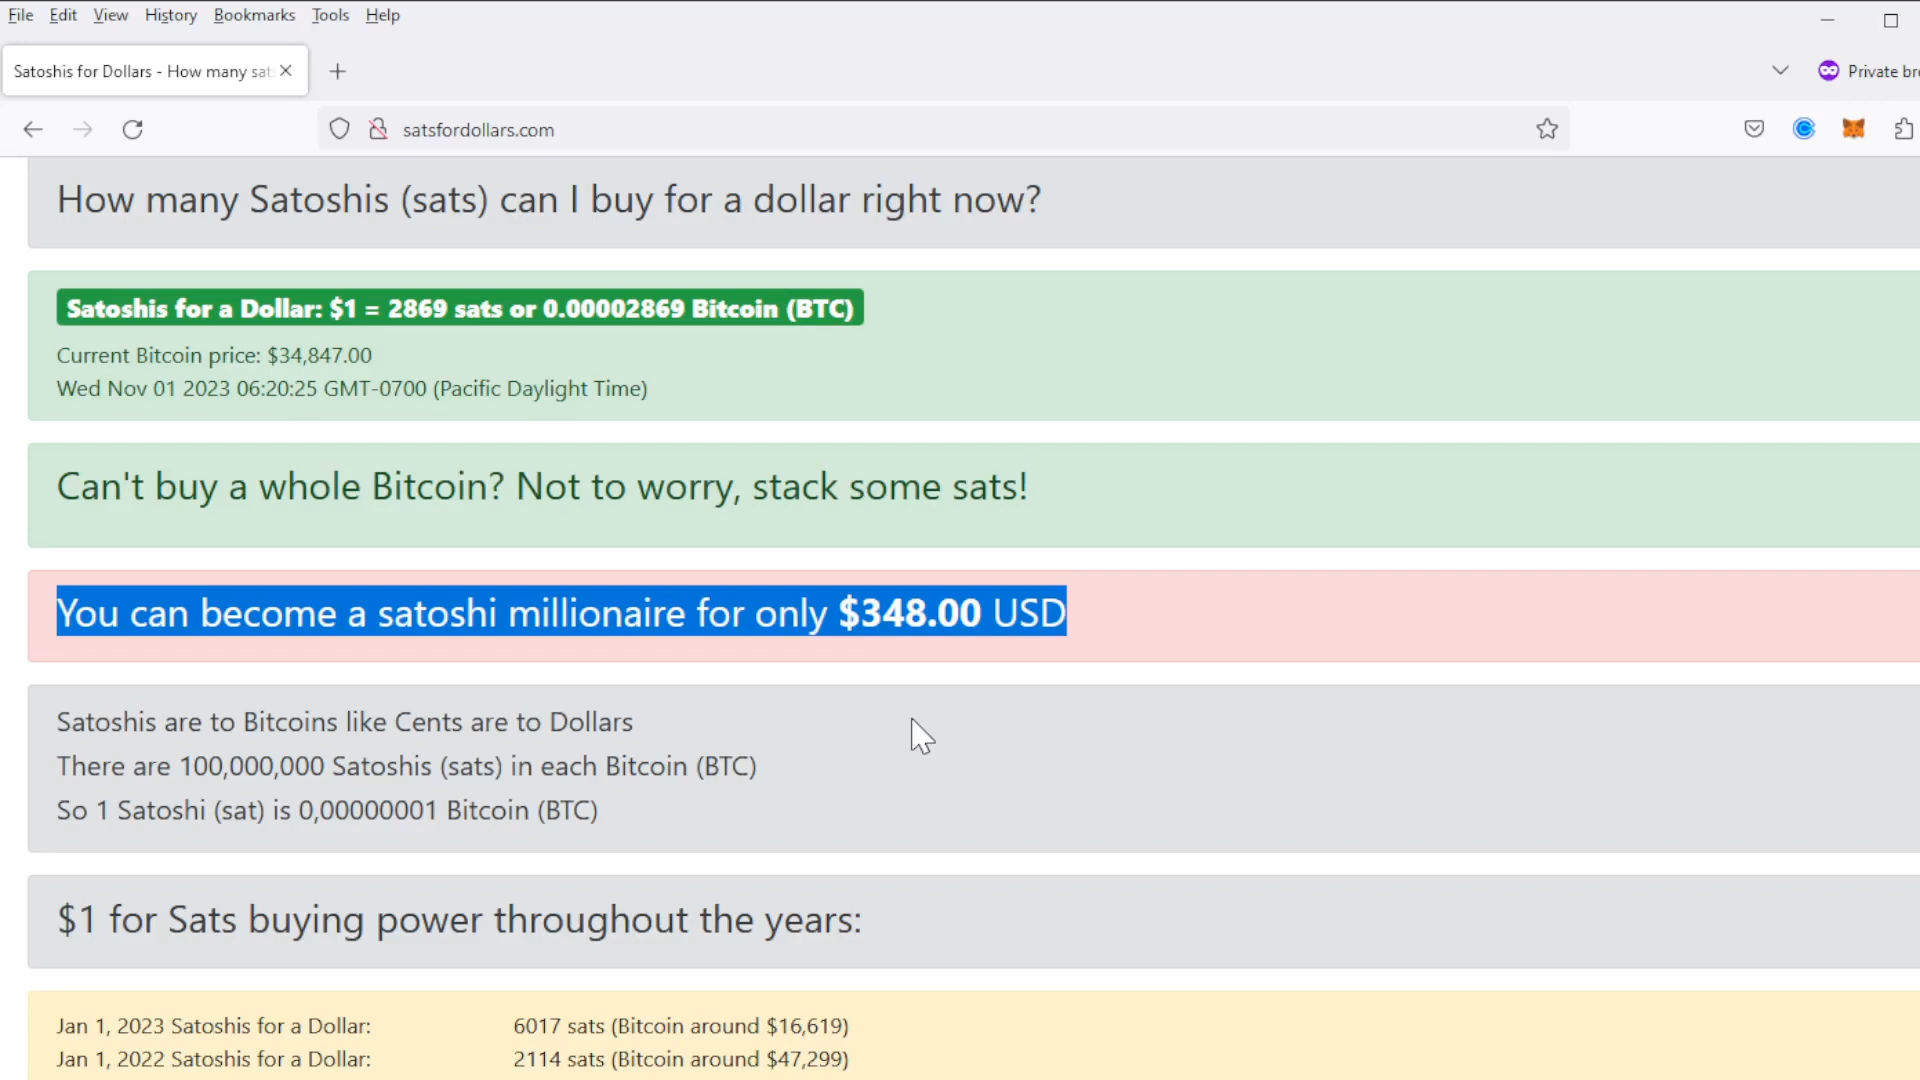 File Edit View History Bookmarks Tools Help
Satoshis for Dollars - How many sat
Private bro
satsfordollars.com
How many Satoshis (sats) can I buy for a dollar right now?
Satoshis for a Dollar: $1 = 2869 sats or 0.00002869 Bitcoin (BTC)
Current Bitcoin price: $34,847.00
Wed Nov 01 2023 06:20:25 GMT-0700 (Pacific Daylight Time)
Can't buy a whole Bitcoin? Not to worry, stack some sats!
You can become a satoshi millionaire for only $348.00 USD
Satoshis are to Bitcoins like Cents are to Dollars
There are 100,000,000 Satoshis (sats) in each Bitcoin (BTC)
So 1 Satoshi (sat) is 0,00000001 Bitcoin (BTC)
$1 for Sats buying power throughout the years:
Jan 1, 2023 Satoshis for a Dollar: 6017 sats (Bitcoin around $16,619)
Jan 1, 2022 Satoshis for a Dollar: 2114 sats (Bitcoin around $47,299)